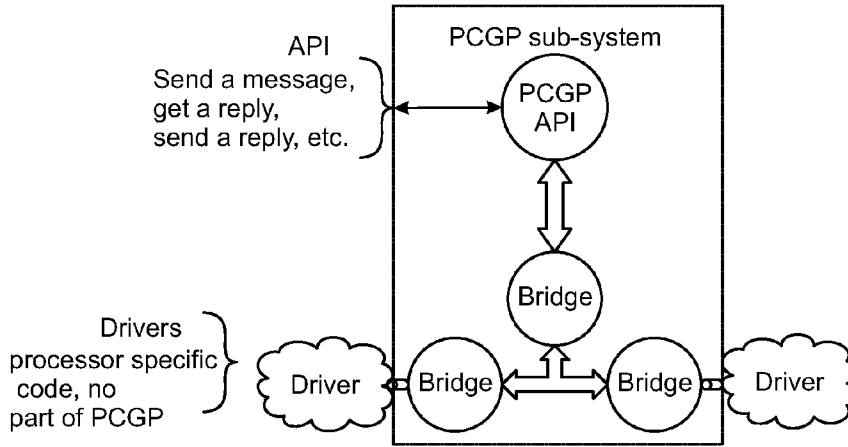 API
Send a message,
get a reply,
send a reply, etc.
PCGP sub-system
PCGP
API
Bridge
Drivers
processor specific
code, no
part of PCGP
Driver
Bridge
Bridge
Driver